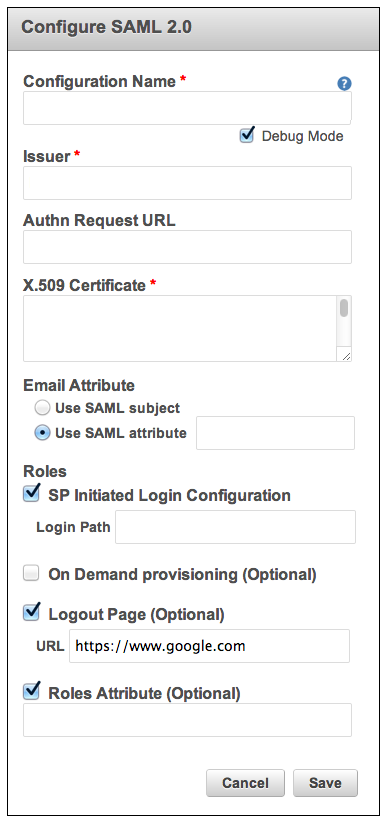 Configure SAML 2.0
Configuration Name *
?
Debug Mode
Issuer *
Authn Request URL
X.509 Certificate *
Email Attribute
Use SAML subject
Use SAML attribute
Roles
SP Initiated Login Configuration
Login Path
On Demand provisioning (Optional)
Logout Page (Optional)
URL https://www.google.com
Roles Attribute (Optional)
Cancel Save